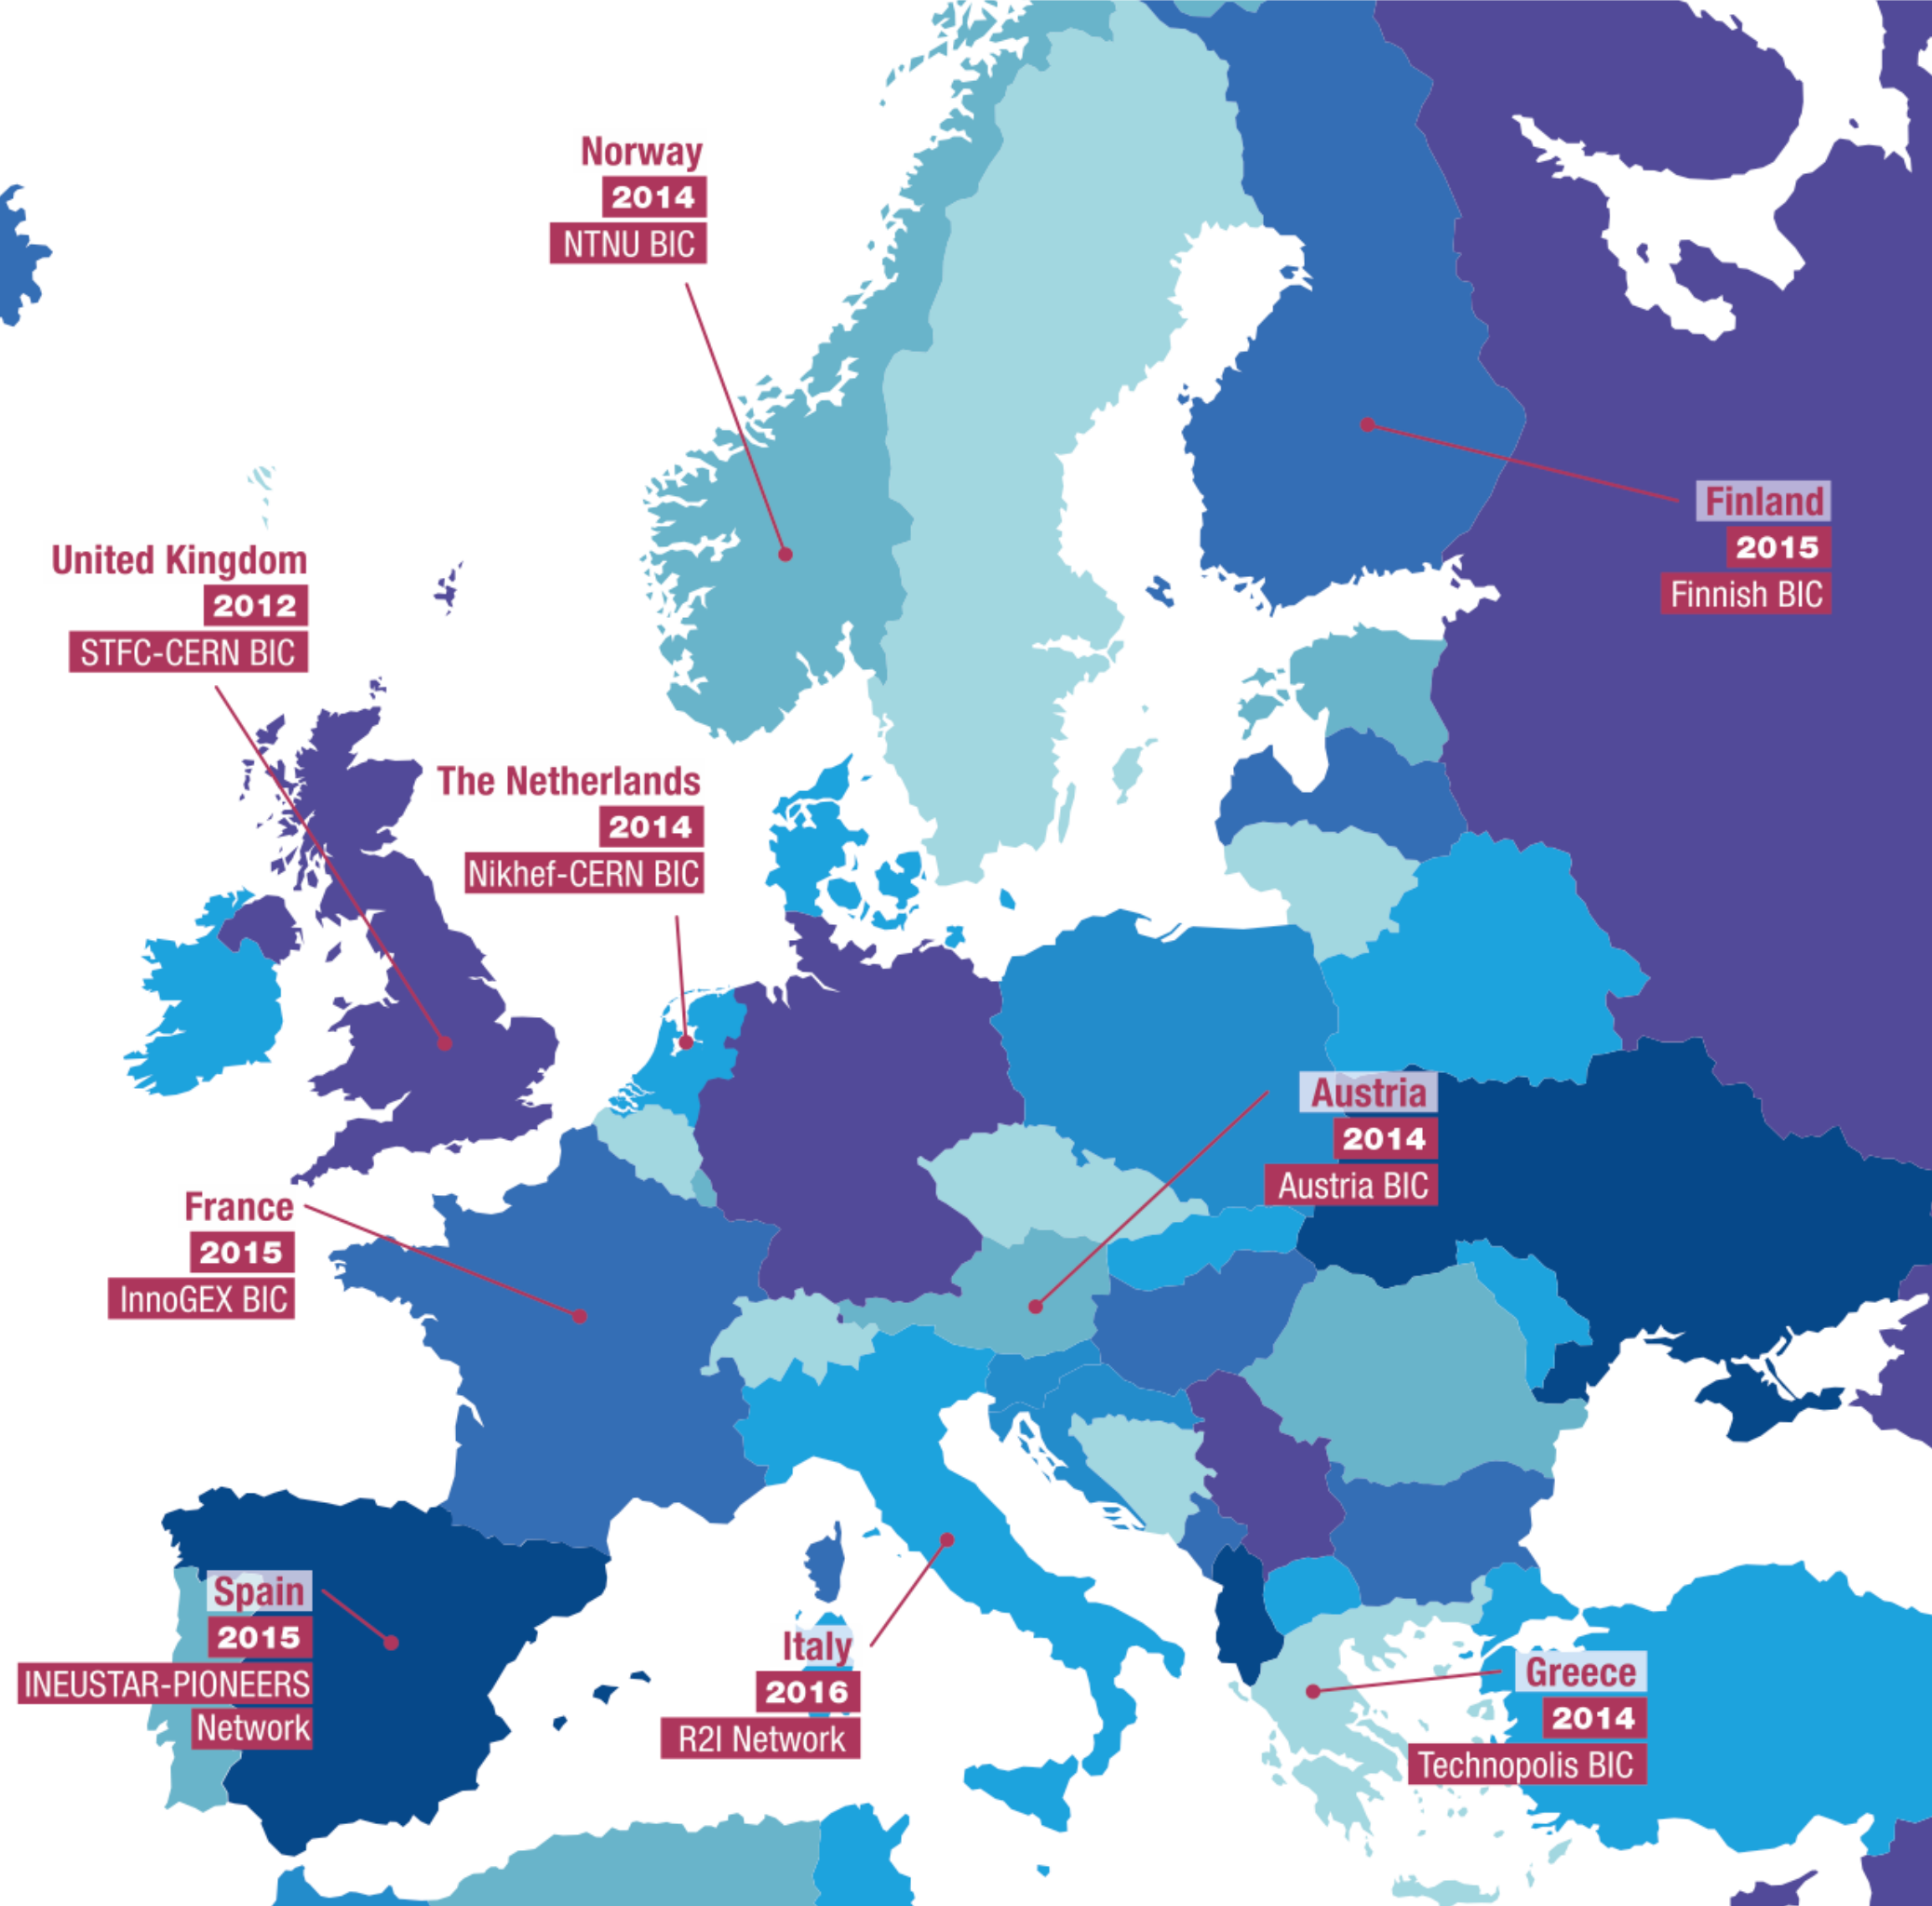 Norway
2014
NTNU BIC
Finland
2015
Finnish BIC
United Kingdom
2012
STFC-CERN BIC
The Netherlands
2014
Nikhef-CERN BIC
Austria
2014
Austria BIC
France
2015
InnoGEX BIC
Spain
2015
INEUSTAR-PIONEERS
Network
Italy
2016
R2I Network
Greece
2014
Technopolis BIC